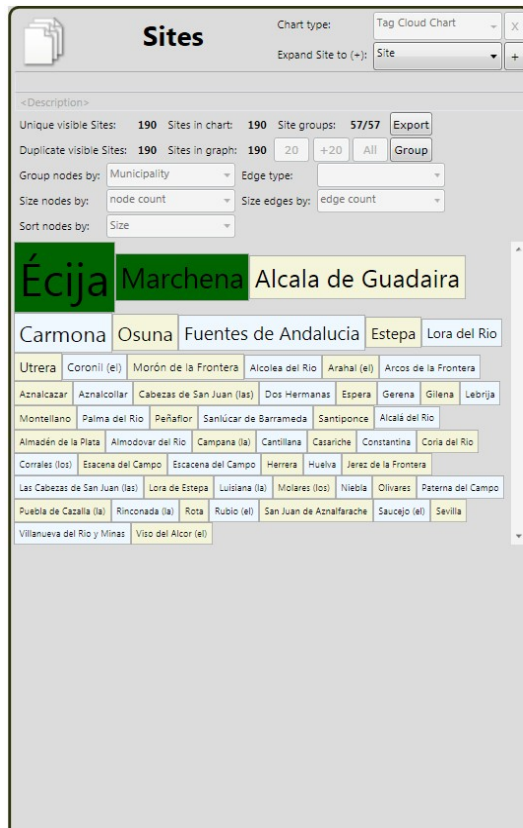 Sites
Chart type: Tag Cloud Chart X
Expand Site to (+): Site +
<Description>
Unique visible Sites: 190 Sites in chart: 190 Site groups: 57/57 Export
Duplicate visible Sites: 190 Sites in graph: 190 20 +20 All Group
Group nodes by: Municipality Edge type:
Size nodes by: node count Size edges by: edge count
Sort nodes by: Size
Écija Marchena Alcala de Guadaira
Carmona Osuna Fuentes de Andalucia Estepa Lora del Rio
Utrera Coronil (el) Morón de la Frontera Alcolea del Rio Arahal (el) Arcos de la Frontera
Aznalcazar Aznalcollar Cabezas de San Juan (las) Dos Hermanas Espera Gerena Gilena Lebrija
Montellano Palma del Rio Peñaflor Sanlúcar de Barrameda Santiponce Alcalá del Rio
Almadén de la Plata Almodovar del Rio Campana (la) Cantillana Casariche Constantina Coria del Rio
Corrales (los) Esacena del Campo Escacena del Campo Herrera Huelva Jerez de la Frontera
Las Cabezas de San Juan (las) Lora de Estepa Luisiana (la) Molares (los) Niebla Olivares Paterna del Campo
Puebla de Cazalla (la) Rinconada (la) Rota Rubio (el) San Juan de Aznalfarache Saucejo (el) Sevilla
Villanueva del Rio y Minas Viso del Alcor (el)